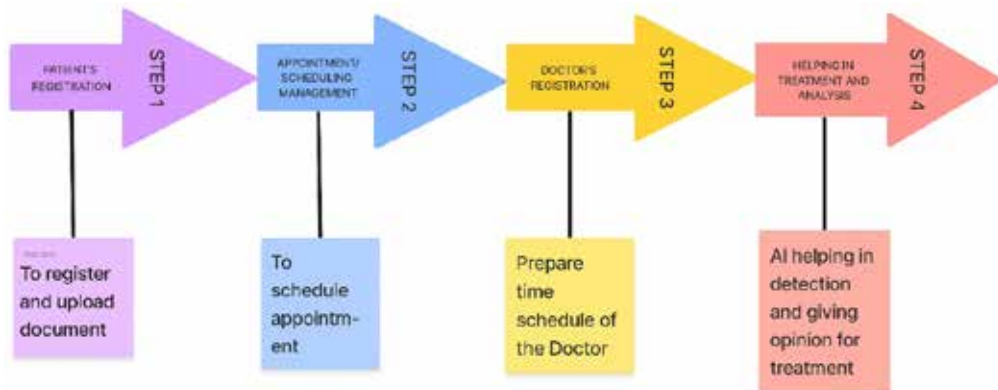 PATIENT'S
REGISTRATION
STEP 1
APPOINTMENT/
SCHEDULING
MANAGEMENT
STEP 2
DOCTOR'S
REGISTRATION
STEP 3
HELPING IN
TREATMENT AND
ANALYSIS
STEP 4
To register
and upload
document
To
schedule
appointm-
ent
Prepare
time
schedule of
the Doctor
AI helping in
detection
and giving
opinion for
treatment